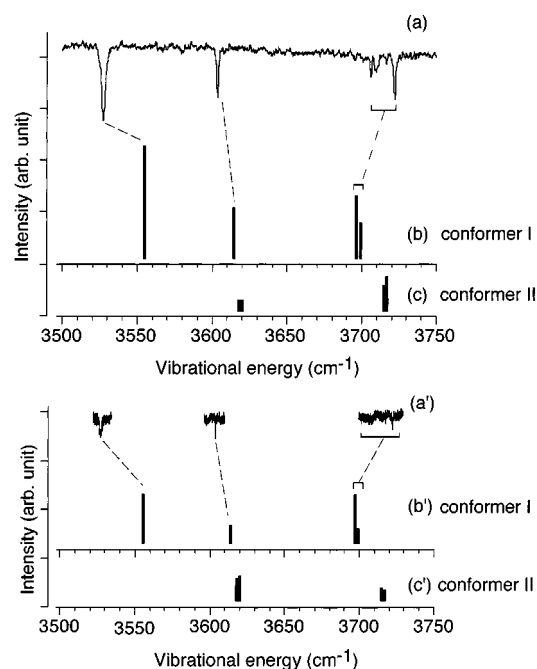 (a)
Intensity (arb. unit)
(b) conformer I
(c) conformer II
3500 3550 3600 3650 3700 3750
Vibrational energy (cm-1)
(a')
Intensity (arb. unit)
(b') conformer I
(c') conformer II
3500 3550 3600 3650 3700 3750
Vibrational energy (cm-1)